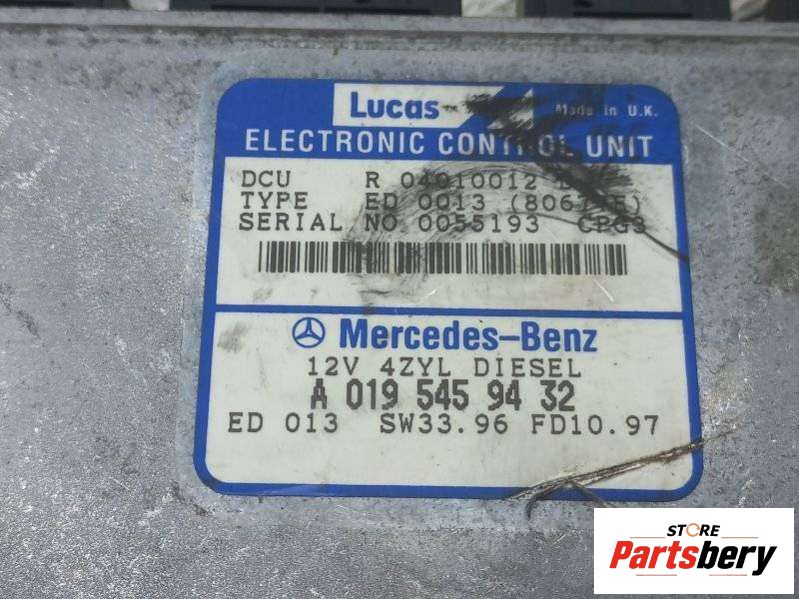 Lucas Made in U.K.
ELECTRONIC CONTROL UNIT
DCU R 04010012
TYPE ED 0013
SERIAL NO 0055193 CPG3
Mercedes-Benz
12V 4ZYL DIESEL
A 019 545 94 32
ED 013 SW33.96 FD10.97
STORE
Partsbery